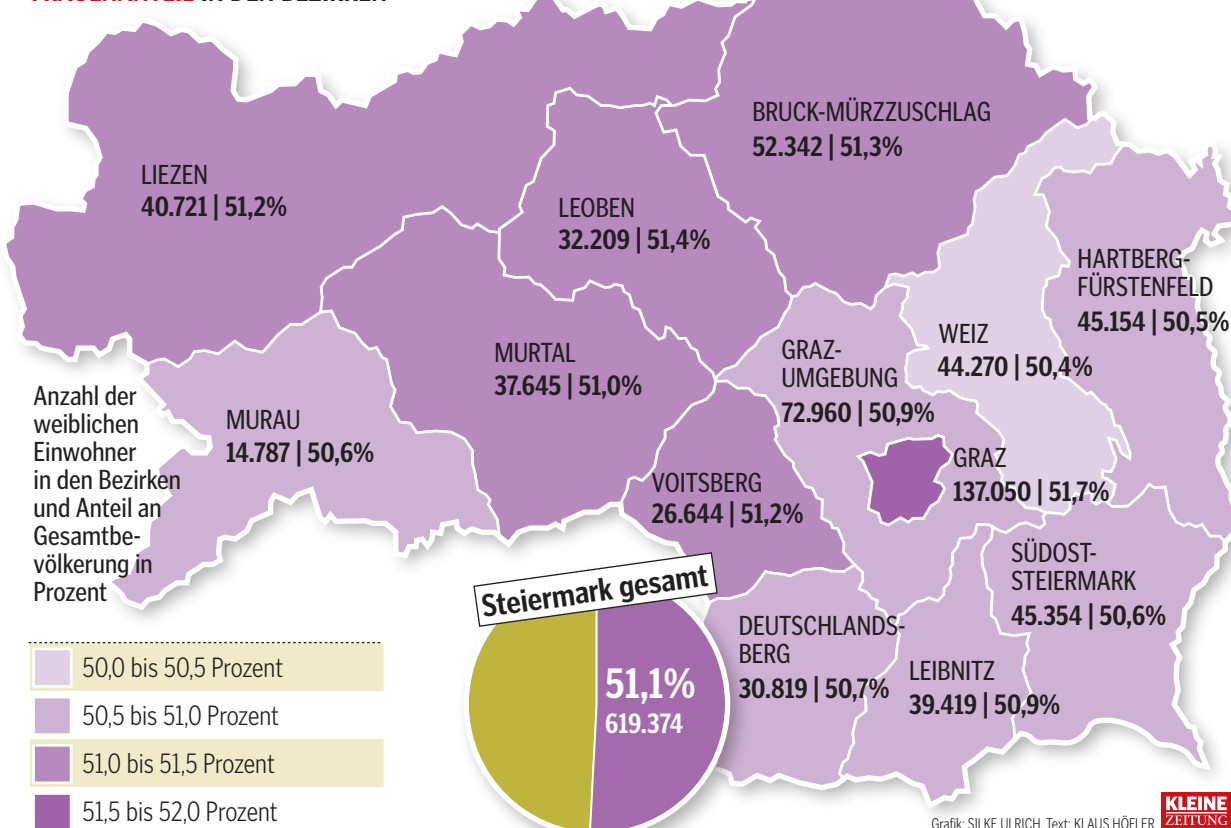 FRAUENANTEIL IN DEN BEZIRKEN
BRUCK-MÜRZZUSCHLAG
52.342 | 51,3%
LIEZEN
40.721 | 51,2%
LEOBEN
32.209 | 51,4%
HARTBERG-
FÜRSTENFELD
45.154 | 50,5%
WEIZ
44.270 | 50,4%
GRAZ-
UMGEBUNG
72.960 | 50,9%
MURTAL
37.645 | 51,0%
MURAU
14.787 | 50,6%
GRAZ
137.050 | 51,7%
VOITSBERG
26.644 | 51,2%
Anzahl der
weiblichen
Einwohner
in den Bezirken
und Anteil an
Gesamtbe-
völkerung in
Prozent
SÜDOST-
STEIERMARK
45.354 | 50,6%
DEUTSCHLANDS-
BERG
30.819 | 50,7%
LEIBNITZ
39.419 | 50,9%
Steiermark gesamt
51,1%
619.374
50,0 bis 50,5 Prozent
50,5 bis 51,0 Prozent
51,0 bis 51,5 Prozent
51,5 bis 52,0 Prozent
Grafik: SILKE ULRICH, Text: KLAUS HÖFLER
KLEINE
ZEITUNG